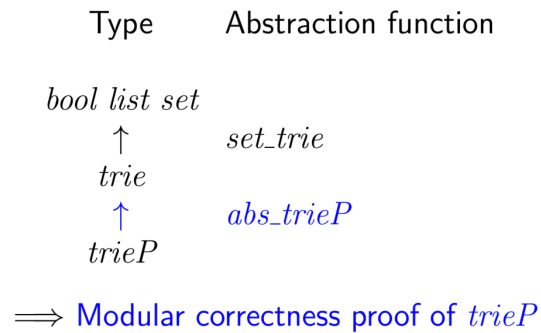 Type Abstraction function
bool list set
↑ set_trie
trie
↑ abs_trieP
trieP
⟹ Modular correctness proof of trieP